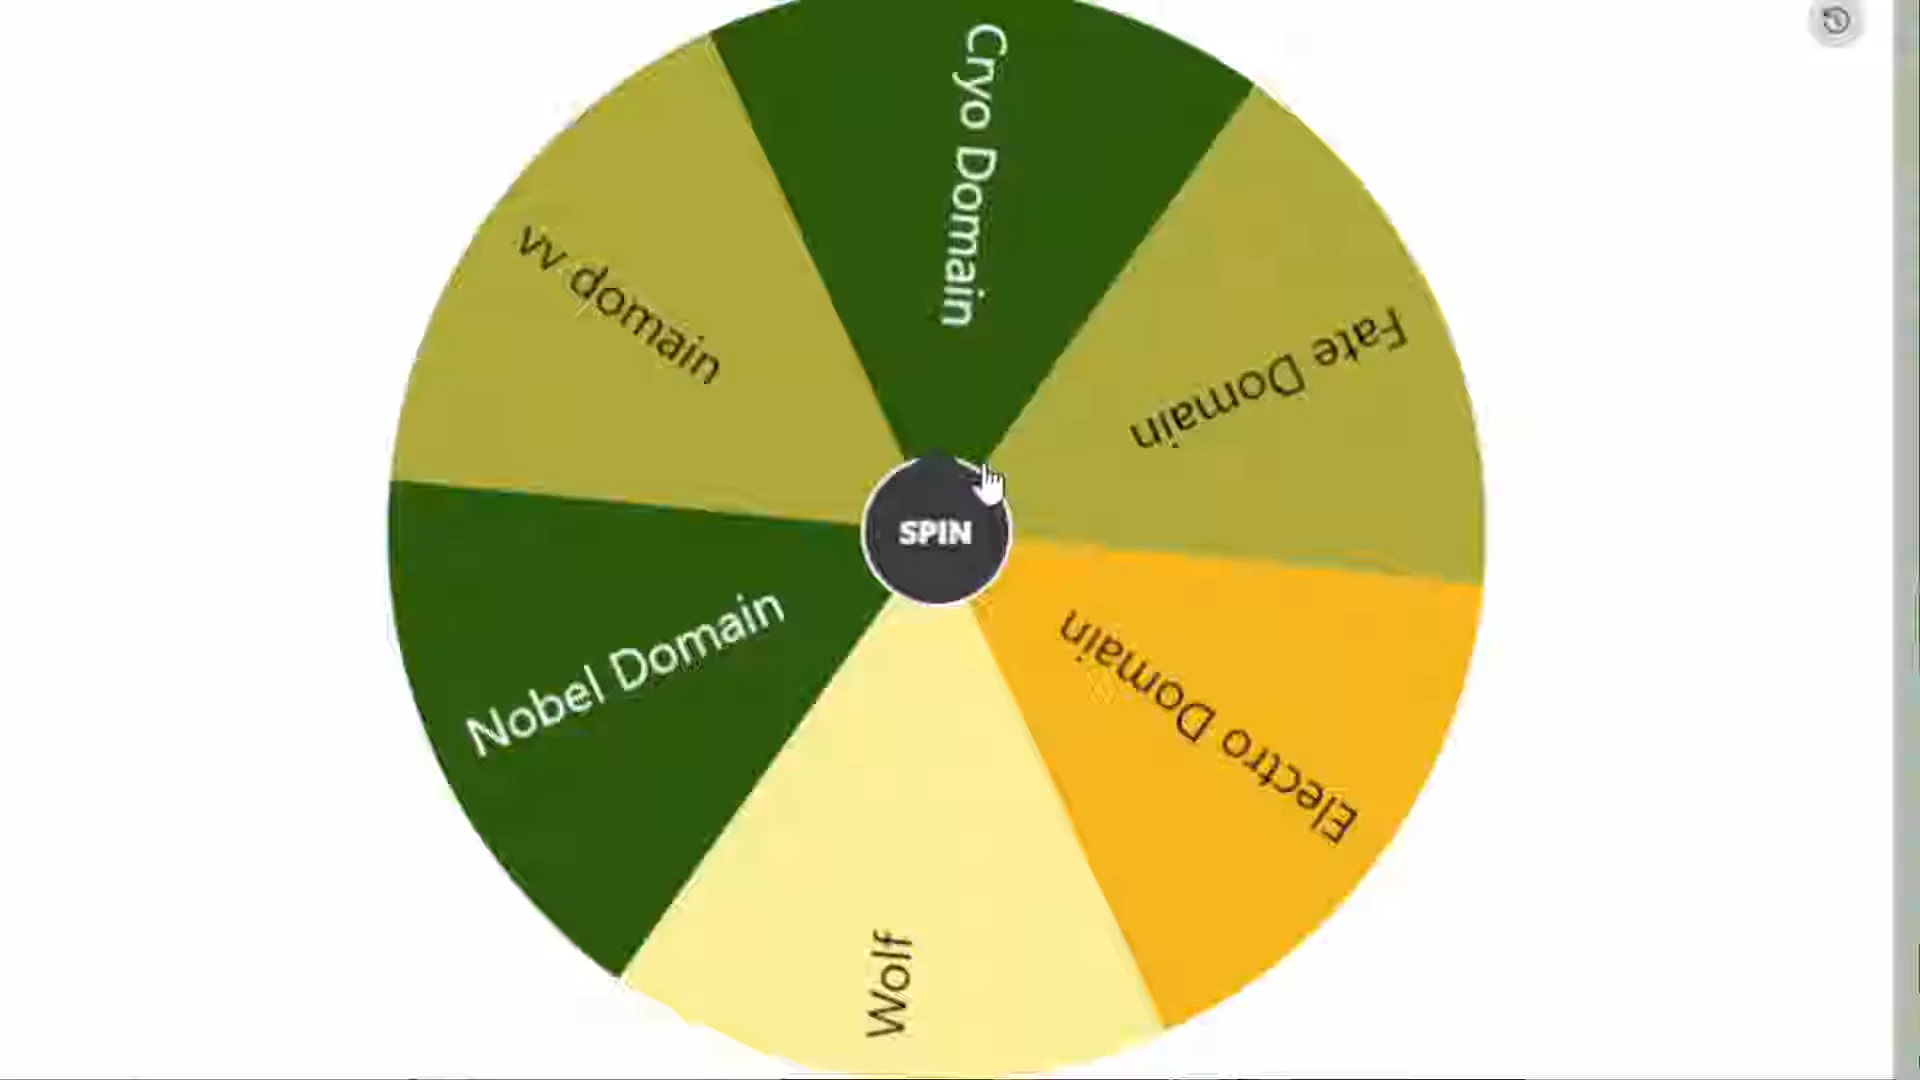 Cryo Domain
vv domain
Fate Domain
SPIN
Nobel Domain
Electro Domain
Wolf